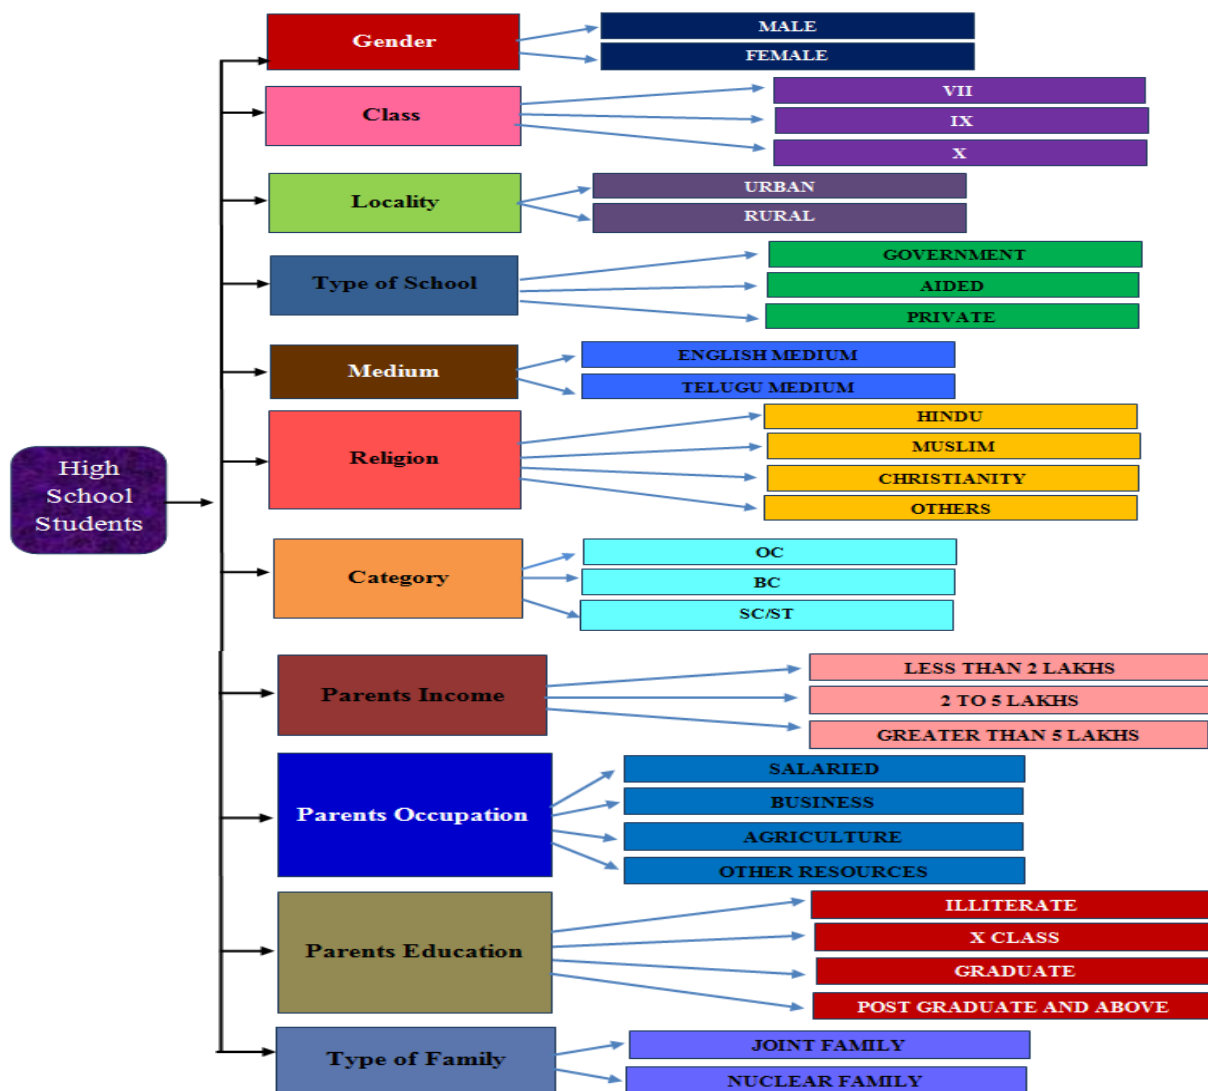 Gender
MALE
FEMALE
Class
VII
IX
X
Locality
URBAN
RURAL
Type of School
GOVERNMENT
AIDED
PRIVATE
Medium
ENGLISH MEDIUM
TELUGU MEDIUM
High
School
Students
Religion
HINDU
MUSLIM
CHRISTIANITY
OTHERS
Category
OC
BC
SC/ST
Parents Income
LESS THAN 2 LAKHS
2 TO 5 LAKHS
GREATER THAN 5 LAKHS
Parents Occupation
SALARIED
BUSINESS
AGRICULTURE
OTHER RESOURCES
Parents Education
ILLITERATE
X CLASS
GRADUATE
POST GRADUATE AND ABOVE
Type of Family
JOINT FAMILY
NUCLEAR FAMILY